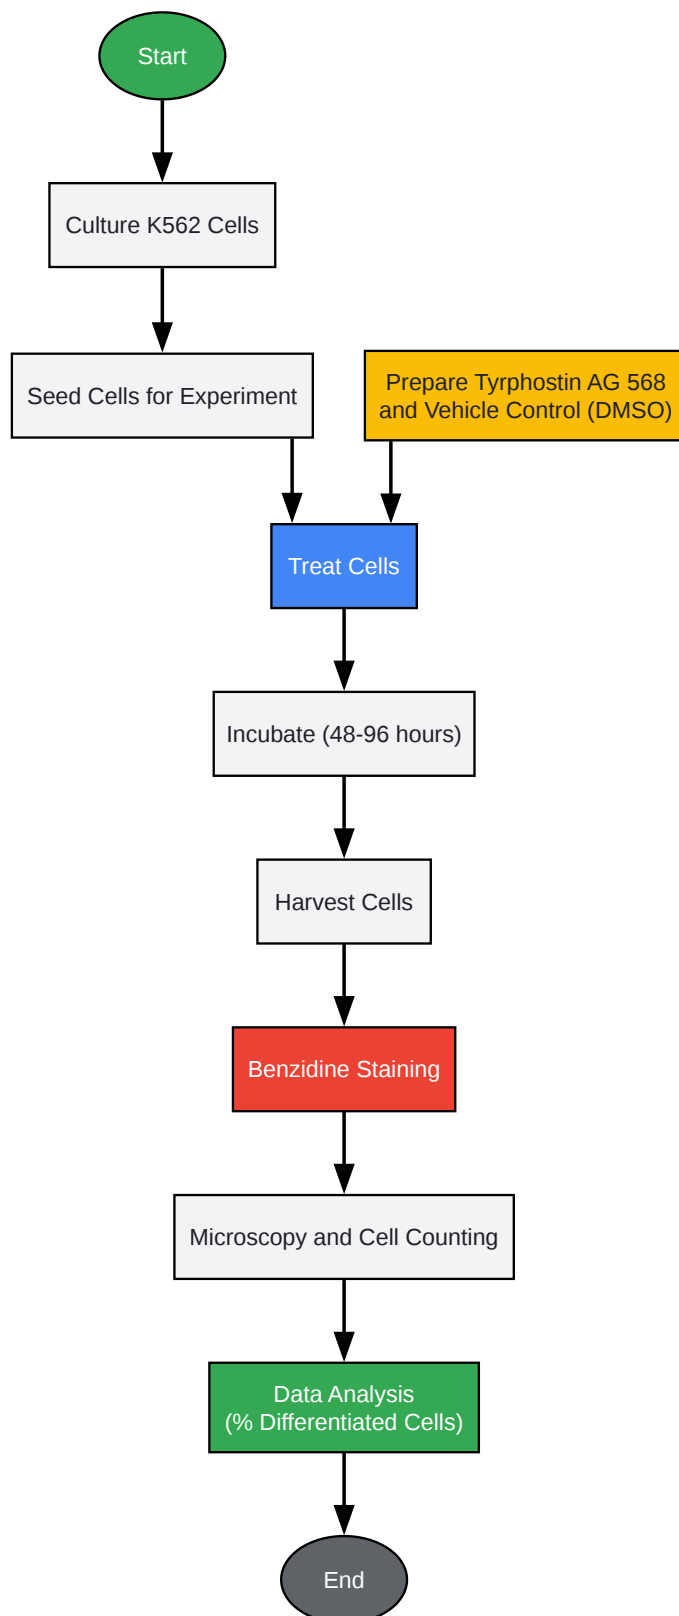 Start
Culture K562 Cells
Seed Cells for Experiment
Prepare Tyrphostin AG 568
and Vehicle Control (DMSO)
Treat Cells
Incubate (48-96 hours)
Harvest Cells
Benzidine Staining
Microscopy and Cell Counting
Data Analysis
(% Differentiated Cells)
End